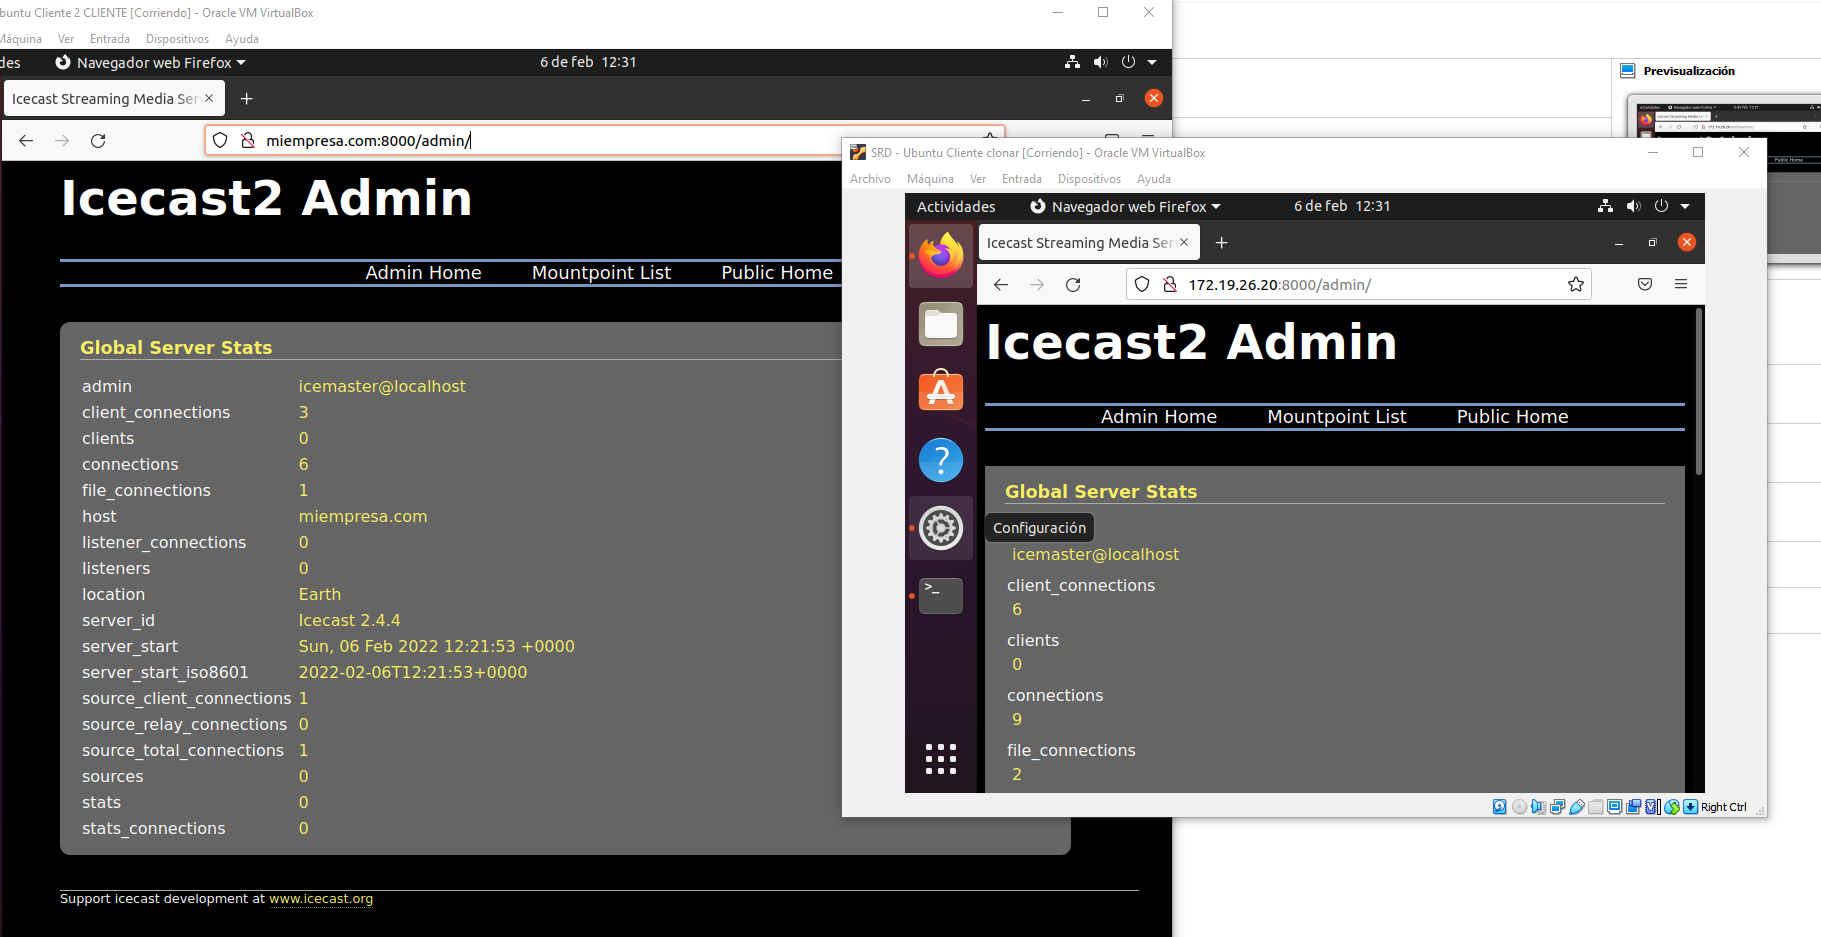 buntu Cliente 2 CLIENTE [Corriendo] - Oracle VM VirtualBox
Máquina Ver Entrada Dispositivos Ayuda
des Navegador web Firefox 6 de feb 12:31
Icecast Streaming Media Ser
miempresa.com:8000/admin/
Icecast2 Admin
Admin Home Mountpoint List Public Home
Global Server Stats
admin icemaster@localhost
client_connections 3
clients 0
connections 6
file_connections 1
host miempresa.com
listener_connections 0
listeners 0
location Earth
server_id Icecast 2.4.4
server_start Sun, 06 Feb 2022 12:21:53 +0000
server_start_iso8601 2022-02-06T12:21:53+0000
source_client_connections 1
source_relay_connections 0
source_total_connections 1
sources 0
stats 0
stats_connections 0
Support icecast development at www.icecast.org
Previsualización
SRD - Ubuntu Cliente clonar [Corriendo] - Oracle VM VirtualBox
Archivo Máquina Ver Entrada Dispositivos Ayuda
Actividades Navegador web Firefox 6 de feb 12:31
Icecast Streaming Media Ser
172.19.26.20:8000/admin/
Icecast2 Admin
Admin Home Mountpoint List Public Home
Global Server Stats
Configuración
icemaster@localhost
client_connections
6
clients
0
connections
9
file_connections
2
Right Ctrl